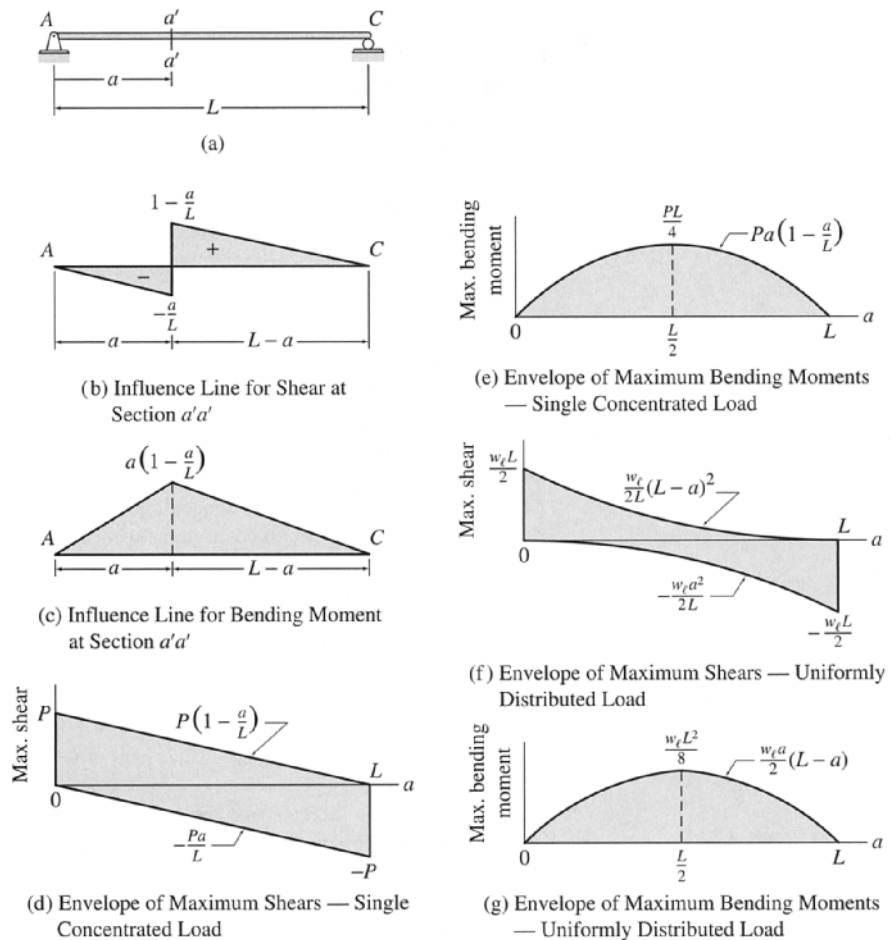 A a′ C
a′
a
L
(a)
1 − a/L
A + C
−
−a/L
a L − a
(b) Influence Line for Shear at
Section a′a′
a(1 − a/L)
A C
a L − a
(c) Influence Line for Bending Moment
at Section a′a′
Max. shear
P P(1 − a/L)
L
0 a
−Pa/L
−P
(d) Envelope of Maximum Shears — Single
Concentrated Load
Max. bending
moment
PL/4 Pa(1 − a/L)
0 L/2 L a
(e) Envelope of Maximum Bending Moments
— Single Concentrated Load
Max. shear
wℓL/2 wℓ/2L (L − a)²
L
0 a
−wℓa²/2L
−wℓL/2
(f) Envelope of Maximum Shears — Uniformly
Distributed Load
Max. bending
moment
wℓL²/8 wℓa/2 (L − a)
0 L/2 L a
(g) Envelope of Maximum Bending Moments
— Uniformly Distributed Load